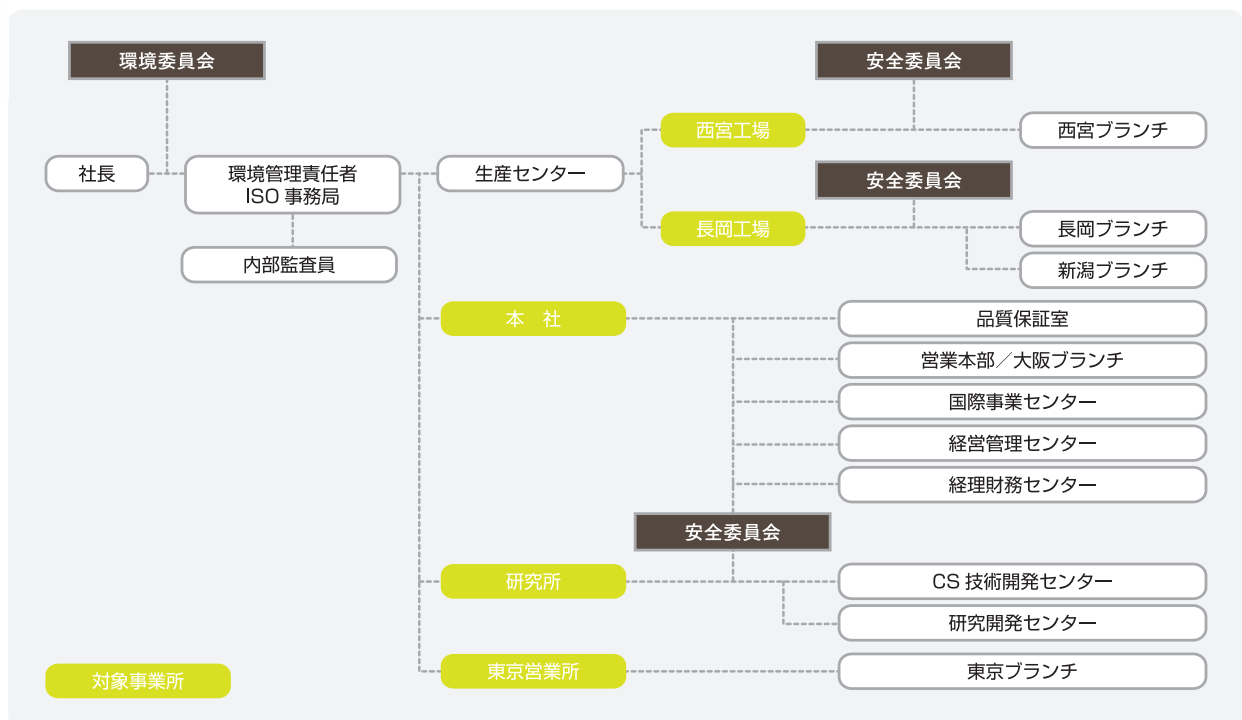 環境委員会
安全委員会
西宮工場
西宮ブランチ
社長
環境管理責任者
ISO 事務局
生産センター
安全委員会
長岡工場
長岡ブランチ
内部監査員
新潟ブランチ
本　社
品質保証室
営業本部／大阪ブランチ
国際事業センター
経営管理センター
経理財務センター
安全委員会
研究所
CS 技術開発センター
研究開発センター
東京営業所
東京ブランチ
対象事業所